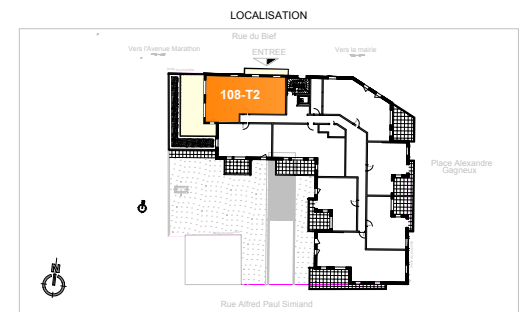 LOCALISATION
Rue du Bief
Vers l'Avenue Marathon
ENTREE
Vers la mairie
108-T2
Place Alexandre
Gagneux
N
Rue Alfred Paul Simiand